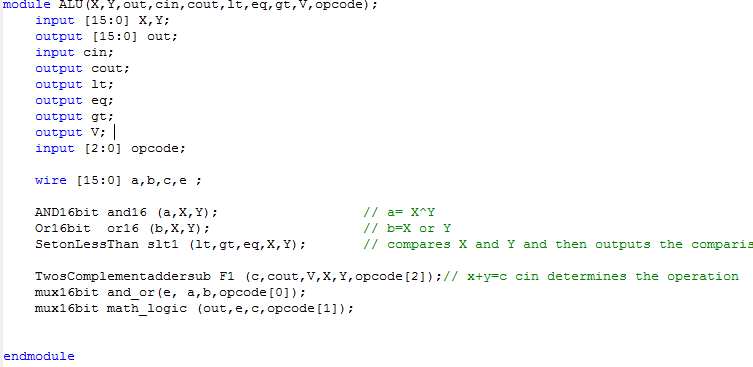 module ALU(X,Y,out,cin,cout,lt,eq,gt,V,opcode);
input [15:0] X,Y;
output [15:0] out;
input cin;
output cout;
output lt;
output eq;
output gt;
output V;
input [2:0] opcode;
wire [15:0] a,b,c,e ;
AND16bit and16 (a,X,Y); // a= X^Y
Or16bit or16 (b,X,Y); // b=X or Y
SetonLessThan slt1 (lt,gt,eq,X,Y); // compares X and Y and then outputs the comparis
TwosComplementaddersub F1 (c,cout,V,X,Y,opcode[2]);// x+y=c cin determines the operation
mux16bit and_or(e, a,b,opcode[0]);
mux16bit math_logic (out,e,c,opcode[1]);
endmodule